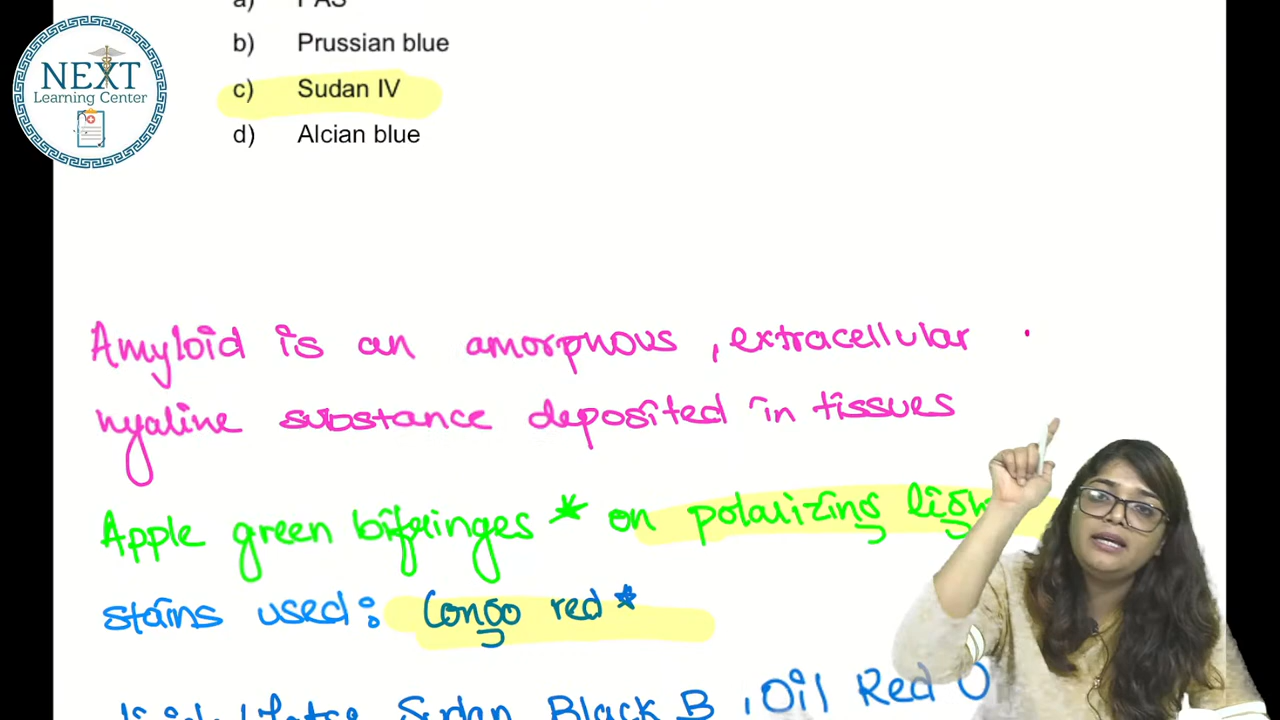 a) PAS
NEXT
Learning Center
b) Prussian blue
c) Sudan IV
d) Alcian blue
Amyloid is an amorphous, extracellular
hyaline substance deposited in tissues
Apple green bifringes * on polarizing ligh
stains used: Congo red*
Sudan Black B, Oil Red O